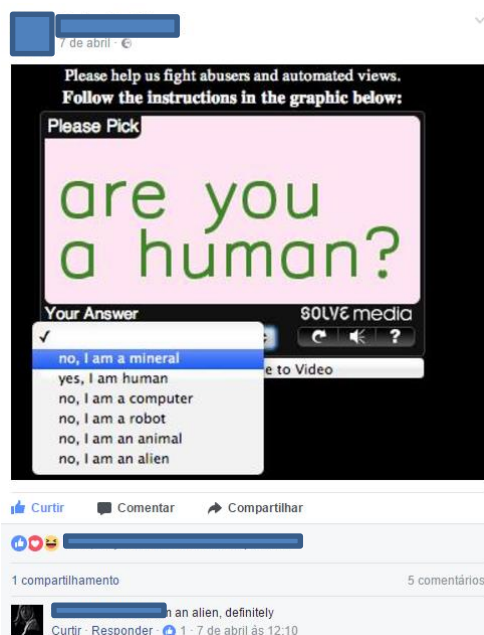 7 de abril ·
Please help us fight abusers and automated views.
Follow the instructions in the graphic below:
Please Pick
are you
a human?
Your Answer
SOLVE media
?
✓
no, I am a mineral
yes, I am human
no, I am a computer
no, I am a robot
no, I am an animal
no, I am an alien
e to Video
Curtir Comentar Compartilhar
1 compartilhamento 5 comentários
an alien, definitely
Curtir · Responder · 1 · 7 de abril às 12:10